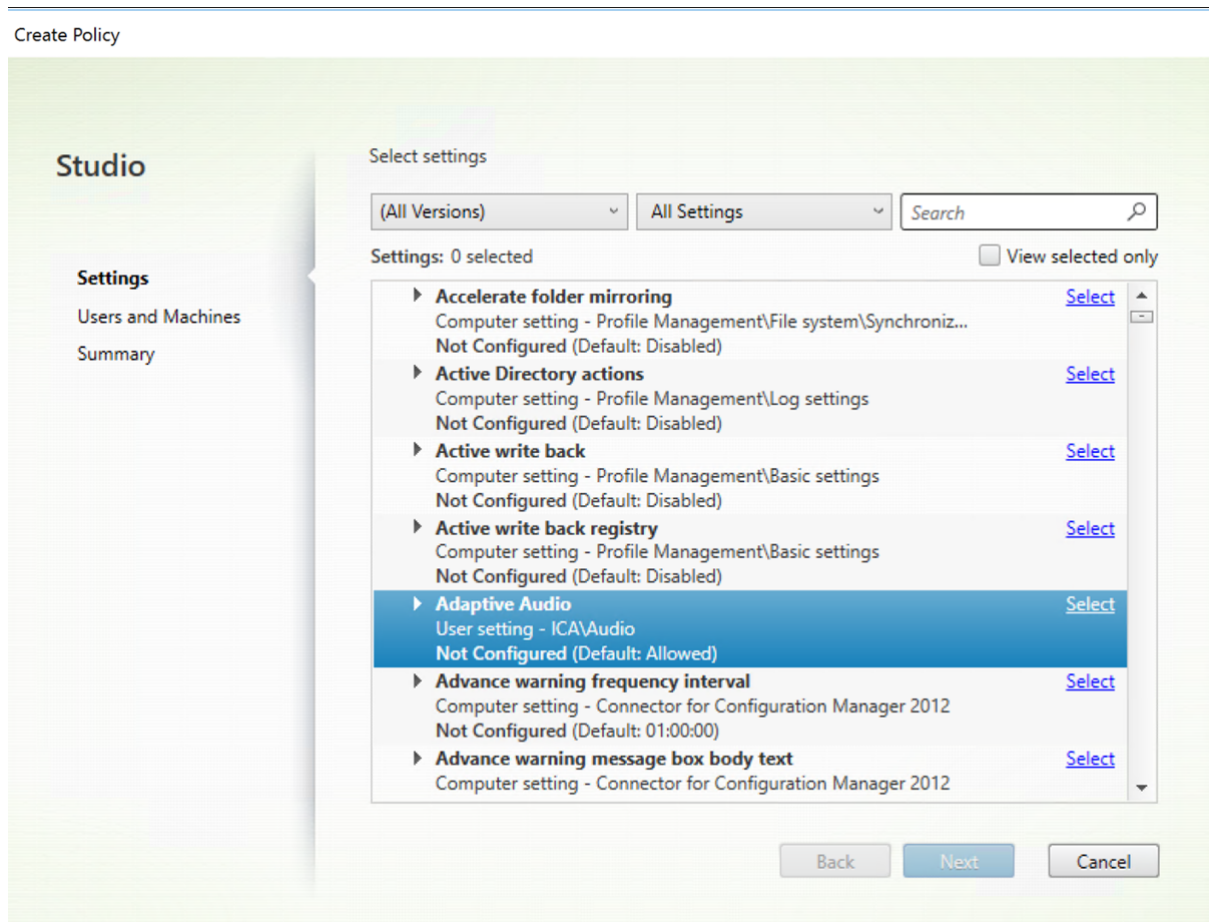 Create Policy
Studio
Settings
Users and Machines
Summary
Select settings
(All Versions) All Settings Search
Settings: 0 selected View selected only
Accelerate folder mirroring Select
Computer setting - Profile Management\File system\Synchroniz...
Not Configured (Default: Disabled)
Active Directory actions Select
Computer setting - Profile Management\Log settings
Not Configured (Default: Disabled)
Active write back Select
Computer setting - Profile Management\Basic settings
Not Configured (Default: Disabled)
Active write back registry Select
Computer setting - Profile Management\Basic settings
Not Configured (Default: Disabled)
Adaptive Audio Select
User setting - ICA\Audio
Not Configured (Default: Allowed)
Advance warning frequency interval Select
Computer setting - Connector for Configuration Manager 2012
Not Configured (Default: 01:00:00)
Advance warning message box body text Select
Computer setting - Connector for Configuration Manager 2012
Back Next Cancel